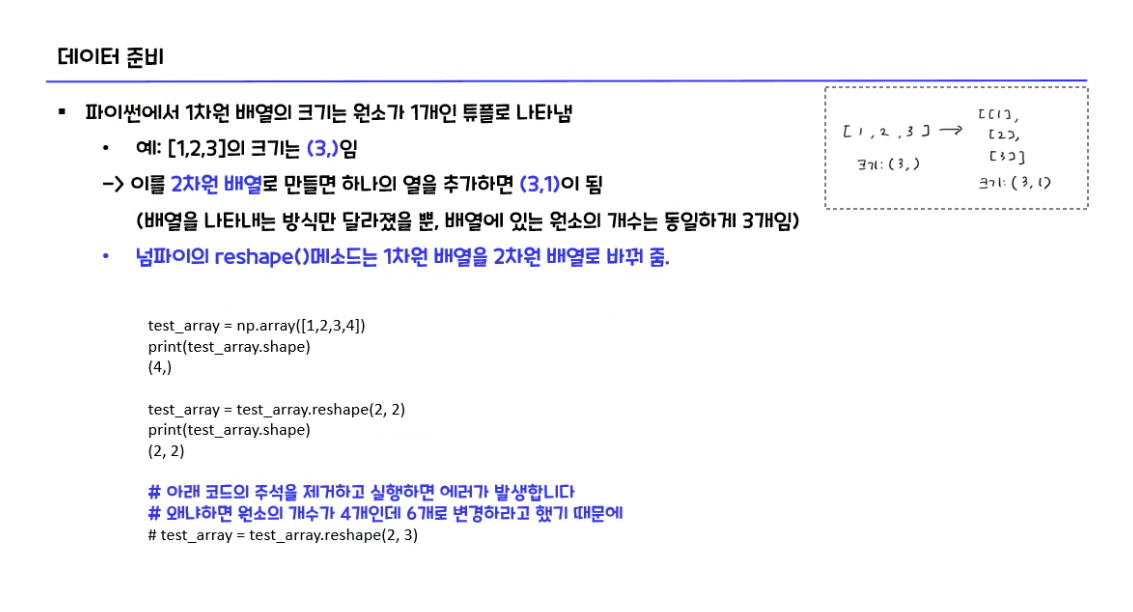 데이터 준비
▪ 파이썬에서 1차원 배열의 크기는 원소가 1개인 튜플로 나타냄
• 예: [1,2,3]의 크기는 (3,)임
-> 이를 2차원 배열로 만들면 하나의 열을 추가하면 (3,1)이 됨
(배열을 나타내는 방식만 달라졌을 뿐, 배열에 있는 원소의 개수는 동일하게 3개임)
• 넘파이의 reshape()메소드는 1차원 배열을 2차원 배열로 바꿔 줌.
[1,2,3] → [[1],
[2],
[3]]
크기:(3,)
크기:(3,1)
test_array = np.array([1,2,3,4])
print(test_array.shape)
(4,)
test_array = test_array.reshape(2, 2)
print(test_array.shape)
(2, 2)
# 아래 코드의 주석을 제거하고 실행하면 에러가 발생합니다
# 왜냐하면 원소의 개수가 4개인데 6개로 변경하라고 했기 때문에
# test_array = test_array.reshape(2, 3)